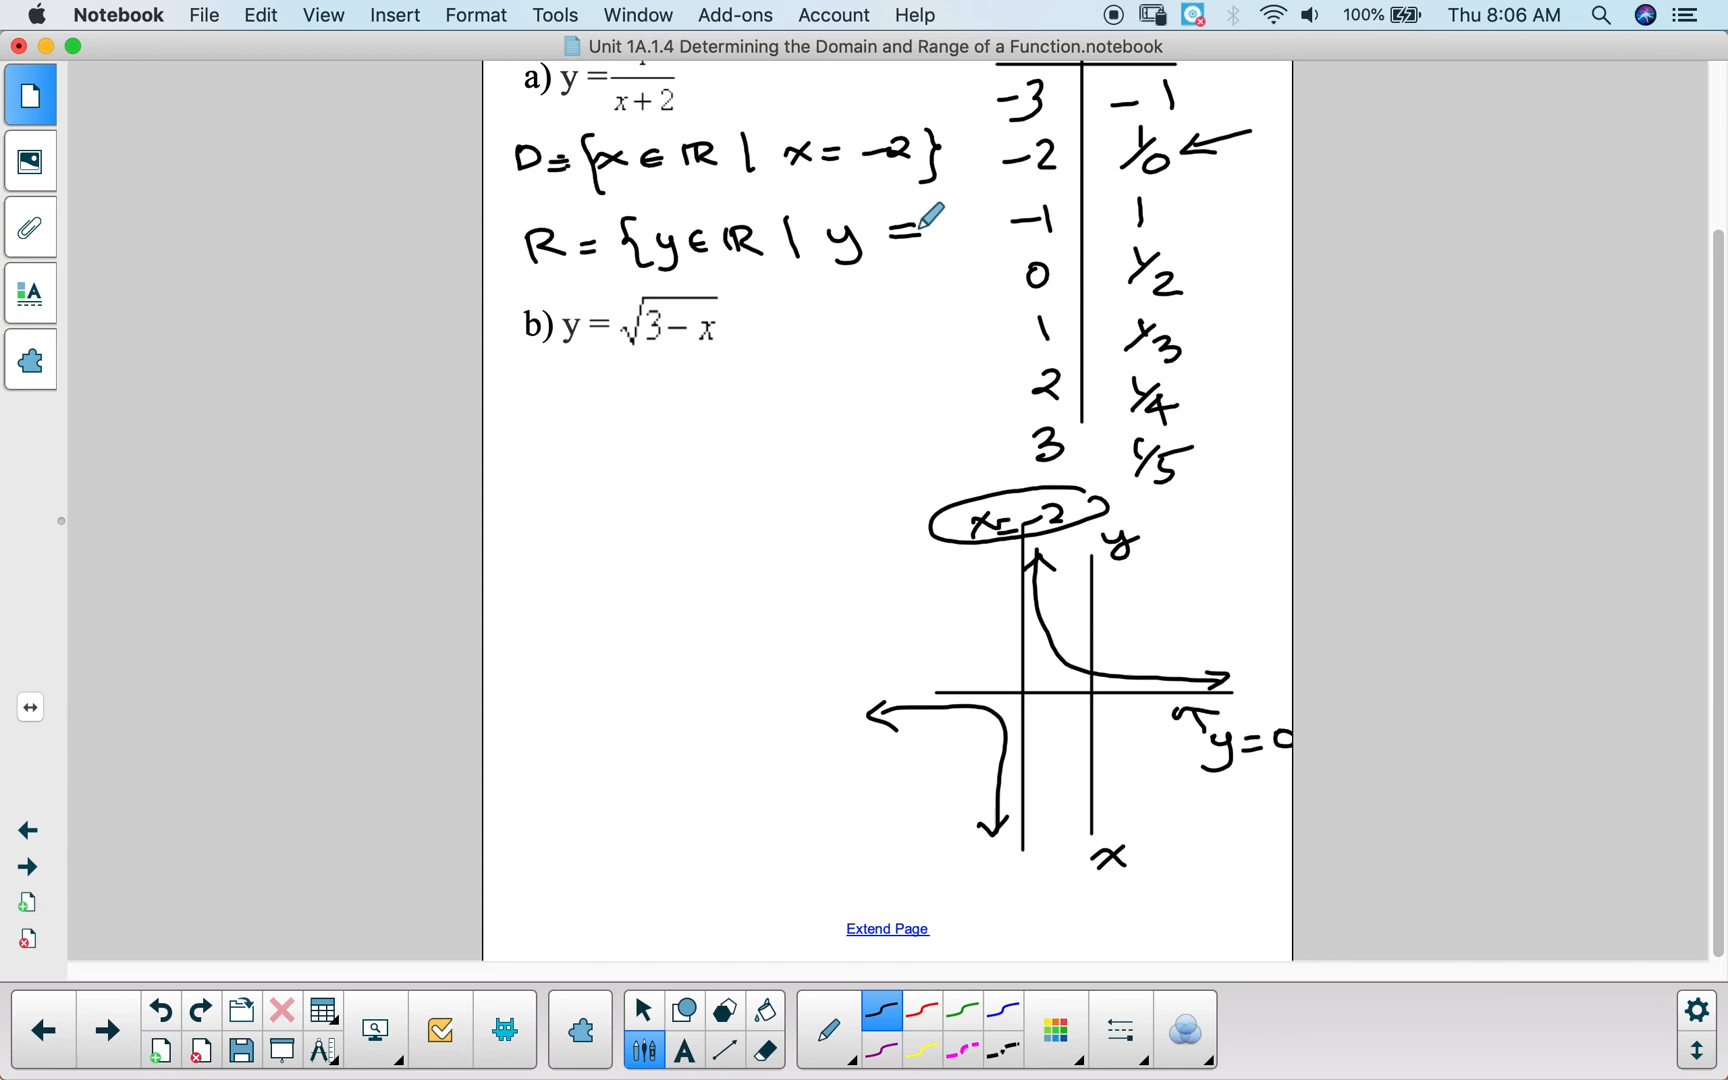 Notebook File Edit View Insert Format Tools Window Add-ons Account Help 100% Thu 8:06 AM
Unit 1A.1.4 Determining the Domain and Range of a Function.notebook
a) y = / x + 2
D = {x ∈ ℝ | x = -2}
R = {y ∈ ℝ | y =
b) y = √3 - x
-3 -1
-2 1/0
-1 1
0 1/2
1 1/3
2 1/4
3 1/5
x = -2
y
y = 0
x
Extend Page
A
A